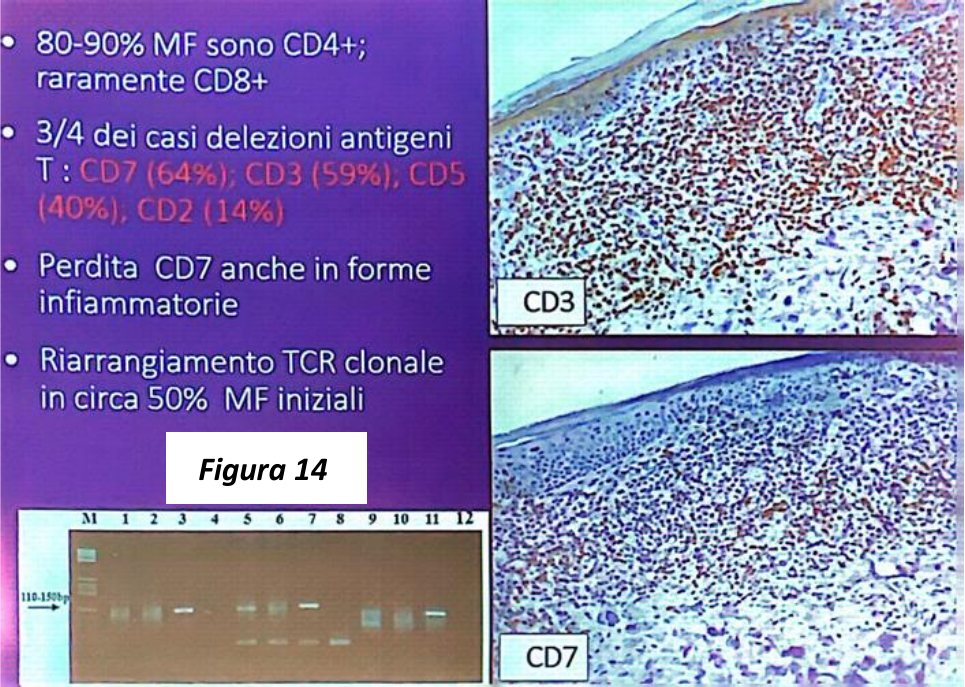 • 80-90% MF sono CD4+;
raramente CD8+
• 3/4 dei casi delezioni antigeni
T : CD7 (64%); CD3 (59%), CD5
(40%), CD2 (14%)
• Perdita CD7 anche in forme
infiammatorie
• Riarrangiamento TCR clonale
in circa 50% MF iniziali
Figura 14
M 1 2 3 4 5 6 7 8 9 10 11 12
110-150bp
CD3
CD7